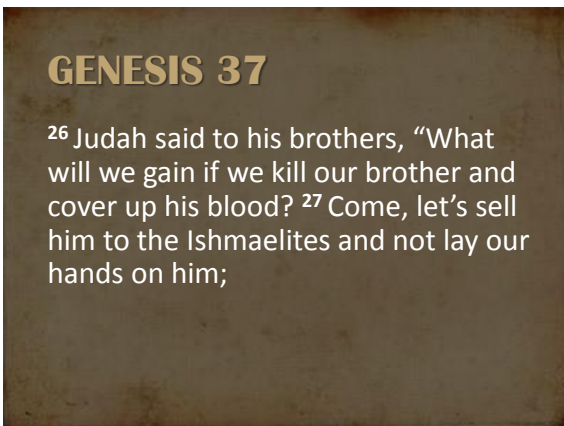 GENESIS 37
26 Judah said to his brothers, “What
will we gain if we kill our brother and
cover up his blood? 27 Come, let’s sell
him to the Ishmaelites and not lay our
hands on him;